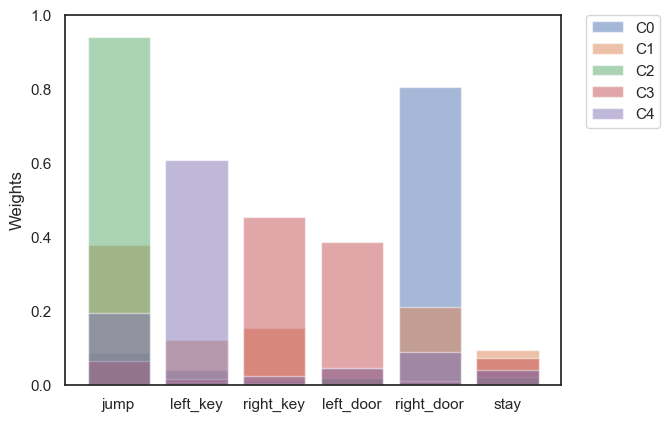 1.0
0.8
0.6
0.4
0.2
0.0
Weights
jump left_key right_key left_door right_door stay
C0
C1
C2
C3
C4